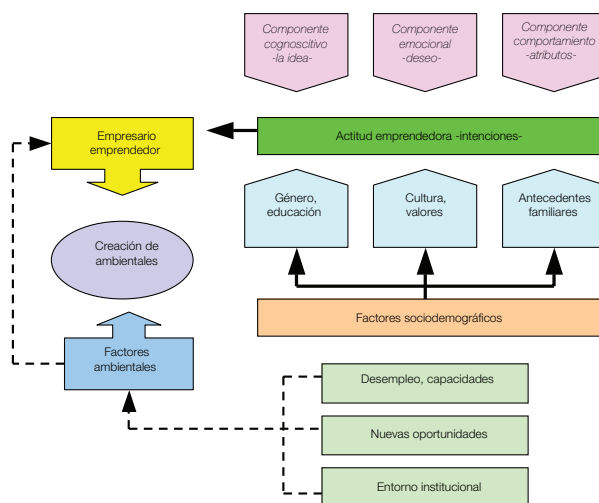 Componente
cognoscitivo
-la idea-
Componente
emocional
-deseo-
Componente
comportamiento
-atributos-
Empresario
emprendedor
Actitud emprendedora -intenciones-
Género,
educación
Cultura,
valores
Antecedentes
familiares
Creación de
ambientales
Factores sociodemográficos
Factores
ambientales
Desempleo, capacidades
Nuevas oportunidades
Entorno institucional